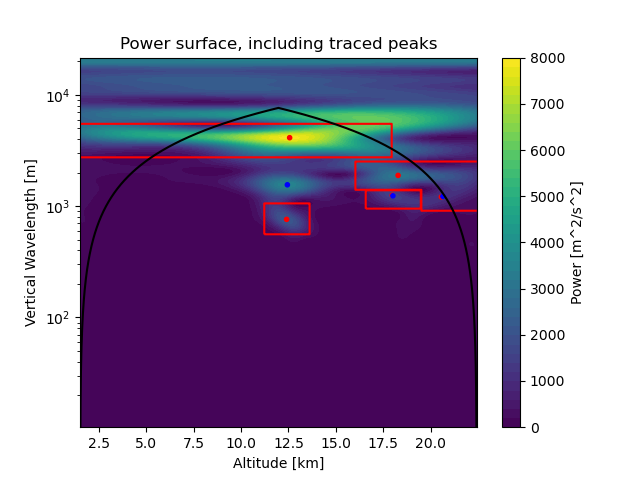 Power surface, including traced peaks
10^4
10^3
10^2
Vertical Wavelength [m]
2.5 5.0 7.5 10.0 12.5 15.0 17.5 20.0
Altitude [km]
8000
7000
6000
5000
4000
3000
2000
1000
0
Power [m^2/s^2]